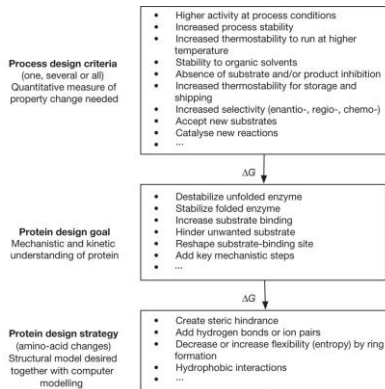 • Higher activity at process conditions
• Increased process stability
• Increased thermostability to run at higher
temperature
• Stability to organic solvents
• Absence of substrate and/or product inhibition
• Increased thermostability for storage and
shipping
• Increased selectivity (enantio-, regio-, chemo-)
• Accept new substrates
• Catalyse new reactions
• ...
Process design criteria
(one, several or all)
Quantitative measure of
property change needed
ΔG
• Destabilize unfolded enzyme
• Stabilize folded enzyme
• Increase substrate binding
• Hinder unwanted substrate
• Reshape substrate-binding site
• Add key mechanistic steps
• ...
Protein design goal
Mechanistic and kinetic
understanding of protein
ΔG
• Create steric hindrance
• Add hydrogen bonds or ion pairs
• Decrease or increase flexibility (entropy) by ring
formation
• Hydrophobic interactions
• ...
Protein design strategy
(amino-acid changes)
Structural model desired
together with computer
modelling